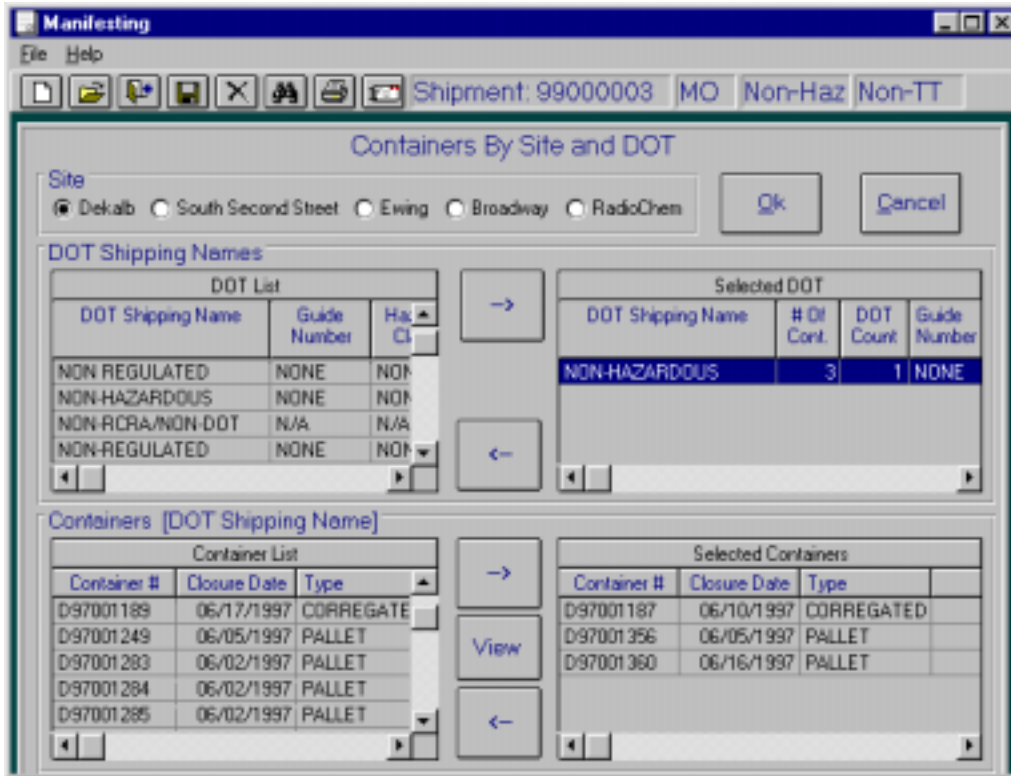 Manifesting
File Help
Shipment: 99000003 MO Non-Haz Non-TT
Containers By Site and DOT
Site
Dekalb South Second Street Ewing Broadway RadioChem Ok Cancel
DOT Shipping Names
DOT List --> Selected DOT
DOT Shipping Name Guide Number DOT Shipping Name # Of Cont. DOT Count Guide Number
NON REGULATED NONE NON-HAZARDOUS 3 1 NONE
NON-HAZARDOUS NONE
NON-RCRA/NON-DOT N/A N/A
NON-REGULATED NONE <--
Containers [DOT Shipping Name]
Container List --> Selected Containers
Container # Closure Date Type Container # Closure Date Type
D97001189 06/17/1997 CORREGATE D97001187 06/10/1997 CORREGATED
D97001249 06/05/1997 PALLET View D97001356 06/05/1997 PALLET
D97001283 06/02/1997 PALLET D97001360 06/16/1997 PALLET
D97001284 06/02/1997 PALLET
D97001285 06/02/1997 PALLET <--